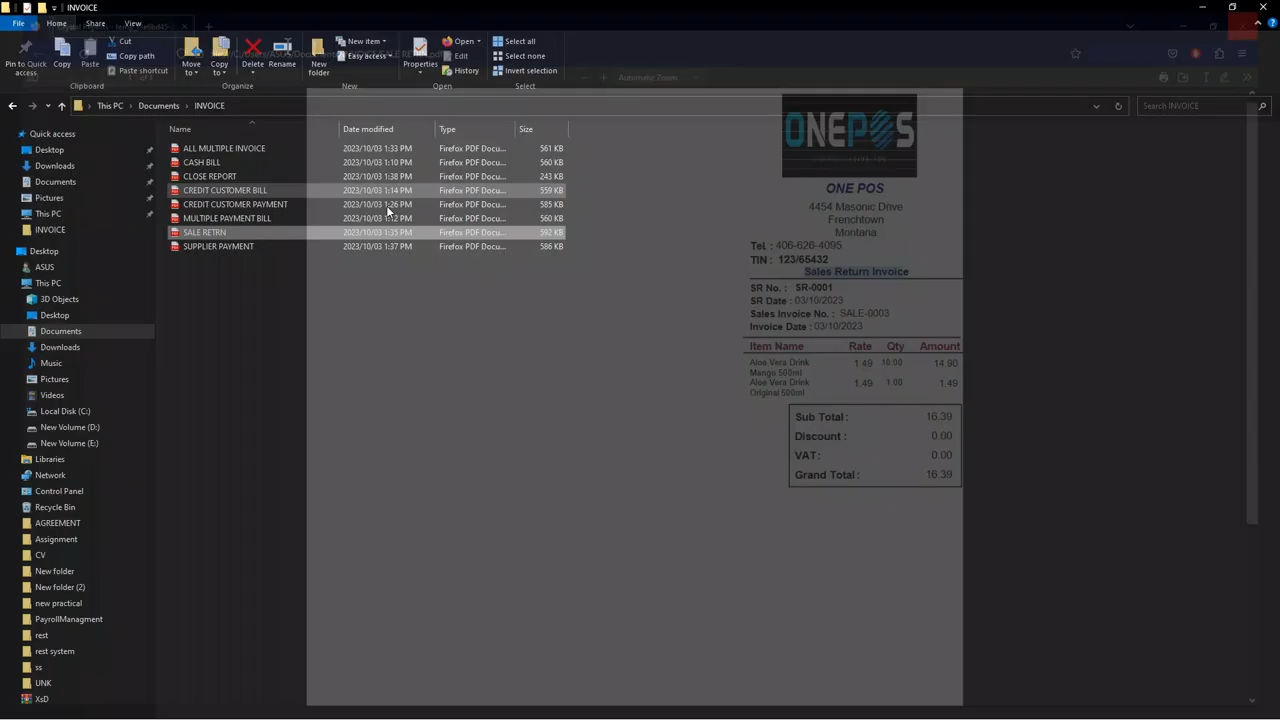 INVOICE
File
Home
Share
View
Pin to Quick access
Copy
Paste
Cut
Copy path
Paste shortcut
Clipboard
Move to
Copy to
Delete
Rename
Organize
New folder
New item
Easy access
New
Properties
Open
Edit
History
Open
Select all
Select none
Invert selection
Select
Automatic Zoom
This PC > Documents > INVOICE
Search INVOICE
Quick access
Desktop
Downloads
Documents
Pictures
This PC
INVOICE
Desktop
ASUS
This PC
3D Objects
Desktop
Documents
Downloads
Music
Pictures
Videos
Local Disk (C:)
New Volume (D:)
New Volume (E:)
Libraries
Network
Control Panel
Recycle Bin
AGREEMENT
Assignment
CV
New folder
New folder (2)
new practical
PayrollManagment
rest
rest system
ss
UNK
XsD
Name Date modified Type Size
ALL MULTIPLE INVOICE 2023/10/03 1:33 PM Firefox PDF Docu... 561 KB
CASH BILL 2023/10/03 1:10 PM Firefox PDF Docu... 560 KB
CLOSE REPORT 2023/10/03 1:38 PM Firefox PDF Docu... 243 KB
CREDIT CUSTOMER BILL 2023/10/03 1:14 PM Firefox PDF Docu... 559 KB
CREDIT CUSTOMER PAYMENT 2023/10/03 1:26 PM Firefox PDF Docu... 585 KB
MULTIPLE PAYMENT BILL 2023/10/03 1:12 PM Firefox PDF Docu... 560 KB
SALE RETRN 2023/10/03 1:35 PM Firefox PDF Docu... 592 KB
SUPPLIER PAYMENT 2023/10/03 1:37 PM Firefox PDF Docu... 586 KB
ONEPOS
ONE POS
4454 Masonic Drive
Frenchtown
Montana
Tel : 406-626-4095
TIN : 123/65432
Sales Return Invoice
SR No. : SR-0001
SR Date : 03/10/2023
Sales Invoice No. : SALE-0003
Invoice Date : 03/10/2023
Item Name Rate Qty Amount
Aloe Vera Drink Mango 500ml 1.49 10.00 14.90
Aloe Vera Drink Original 500ml 1.49 1.00 1.49
Sub Total : 16.39
Discount : 0.00
VAT: 0.00
Grand Total : 16.39